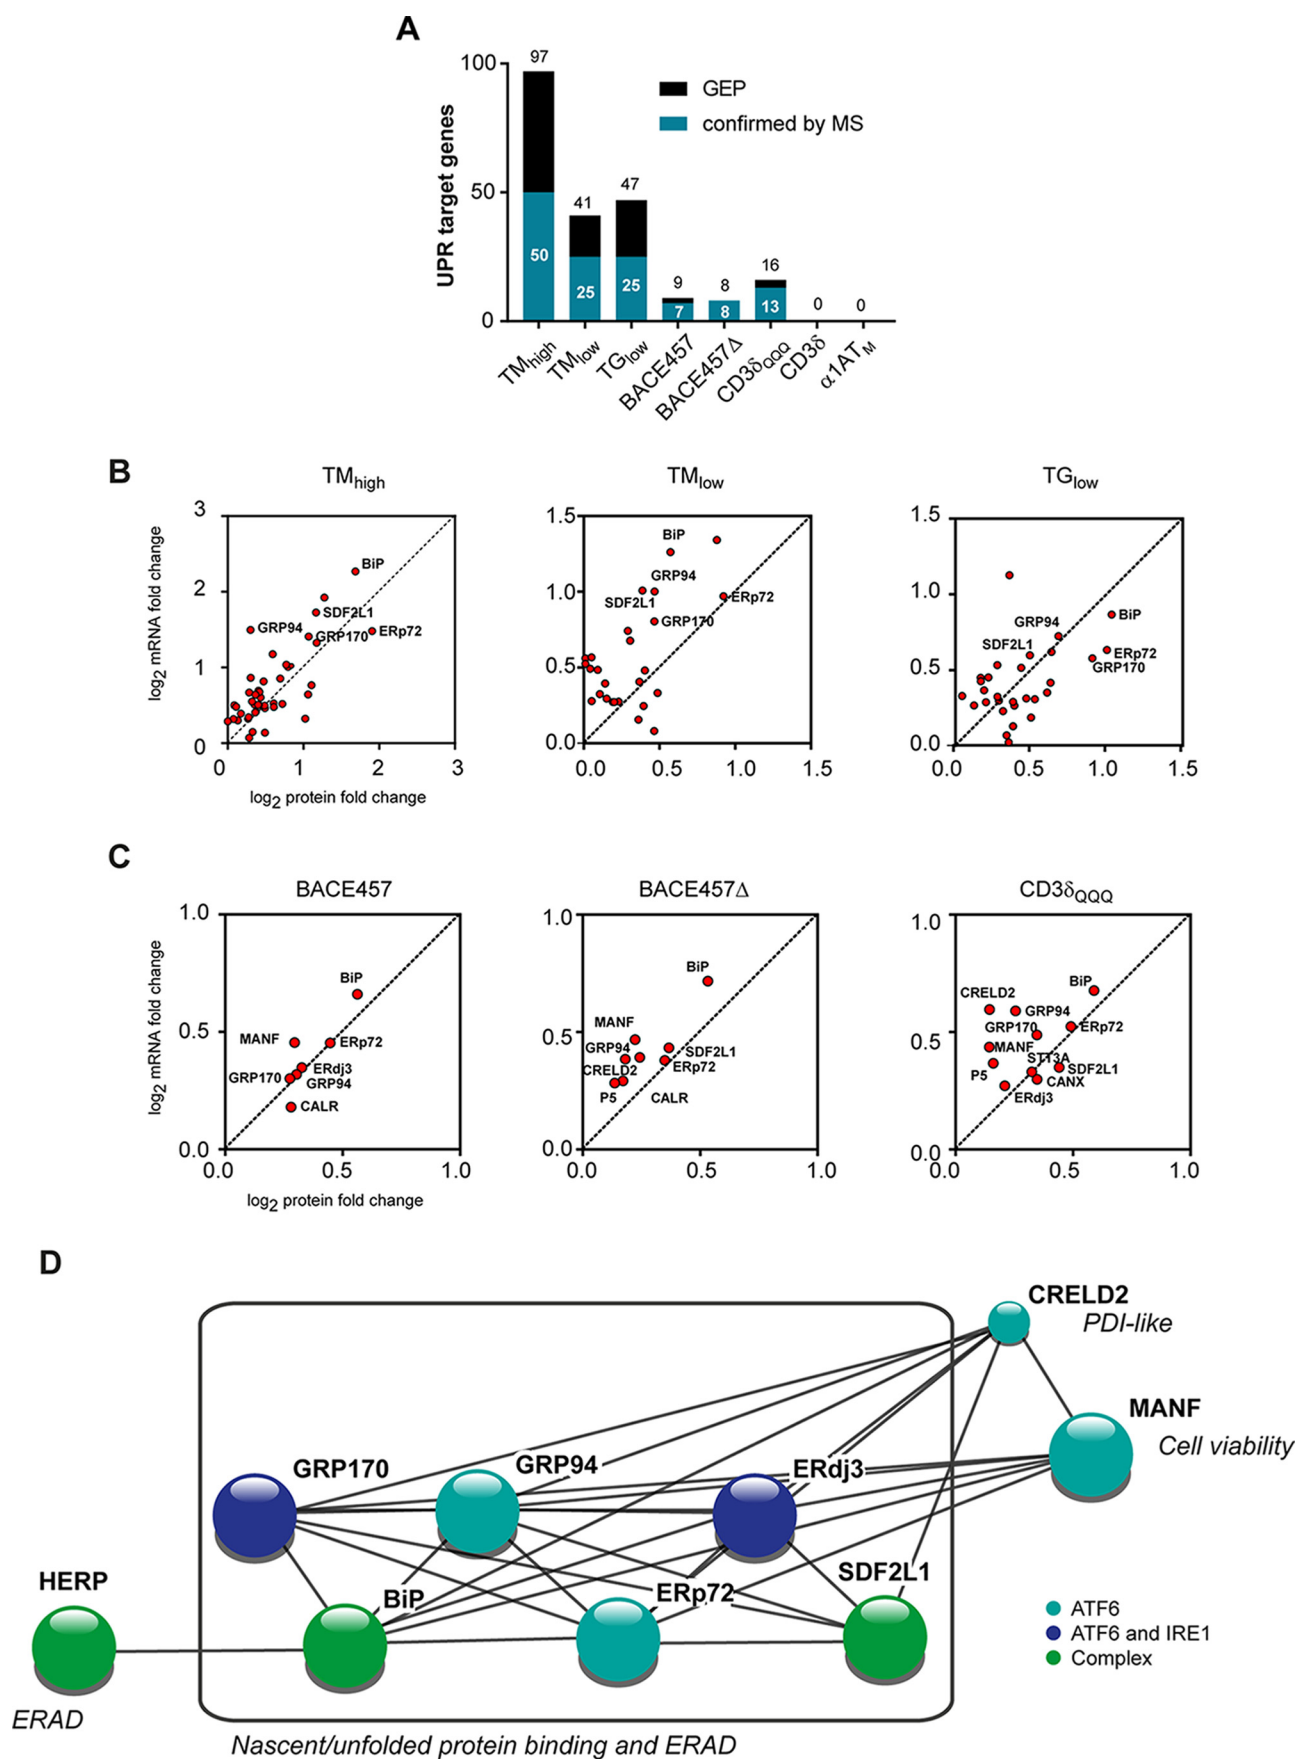 A
100
50
0
UPR target genes
GEP
confirmed by MS
97
50
41
25
47
25
9
7
8
8
16
13
0
0
TMhigh
TMlow
TGlow
BACE457
BACE457Δ
CD3δQQQ
CD3δ
α1ATM
B
TMhigh
log2 mRNA fold change
3
2
1
0
BiP
SDF2L1
GRP94
GRP170
ERp72
0 1 2 3
log2 protein fold change
TMlow
1.5
1.0
0.5
0.0
BiP
GRP94
SDF2L1
ERp72
GRP170
0.0 0.5 1.0 1.5
TGlow
1.5
1.0
0.5
0.0
GRP94
BiP
SDF2L1
ERp72
GRP170
0.0 0.5 1.0 1.5
C
BACE457
log2 mRNA fold change
1.0
0.5
0.0
BiP
MANF
ERp72
ERdj3
GRP170
GRP94
CALR
0.0 0.5 1.0
log2 protein fold change
BACE457Δ
1.0
0.5
0.0
BiP
MANF
GRP94
SDF2L1
ERp72
CRELD2
P5
CALR
0.0 0.5 1.0
CD3δQQQ
1.0
0.5
0.0
BiP
CRELD2
GRP94
GRP170
ERp72
MANF
ST13A
SDF2L1
P5
CANX
ERdj3
0.0 0.5 1.0
D
CRELD2
PDI-like
MANF
Cell viability
GRP170
GRP94
ERdj3
HERP
BiP
ERp72
SDF2L1
ERAD
ATF6
ATF6 and IRE1
Complex
Nascent/unfolded protein binding and ERAD